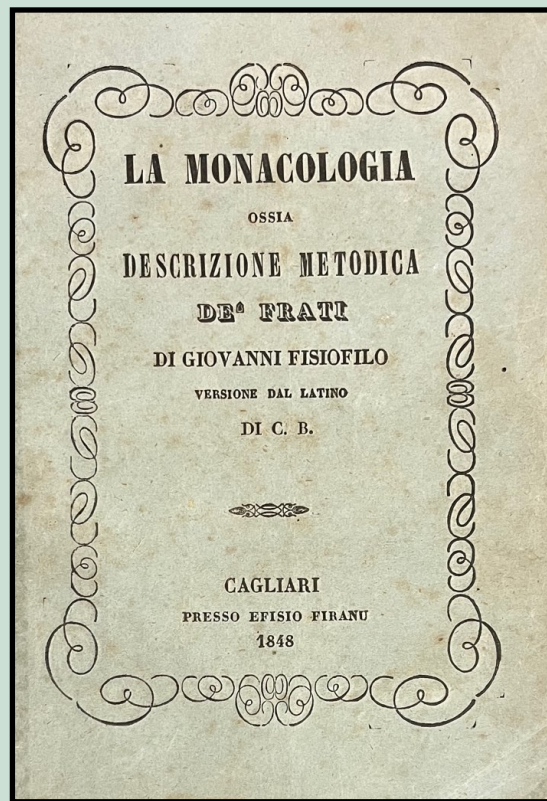 LA MONACOLOGIA
OSSIA
DESCRIZIONE METODICA
DE' FRATI
DI GIOVANNI FISIOFILO
VERSIONE DAL LATINO
DI C. B.
CAGLIARI
PRESSO EFISIO FIRANU
1848